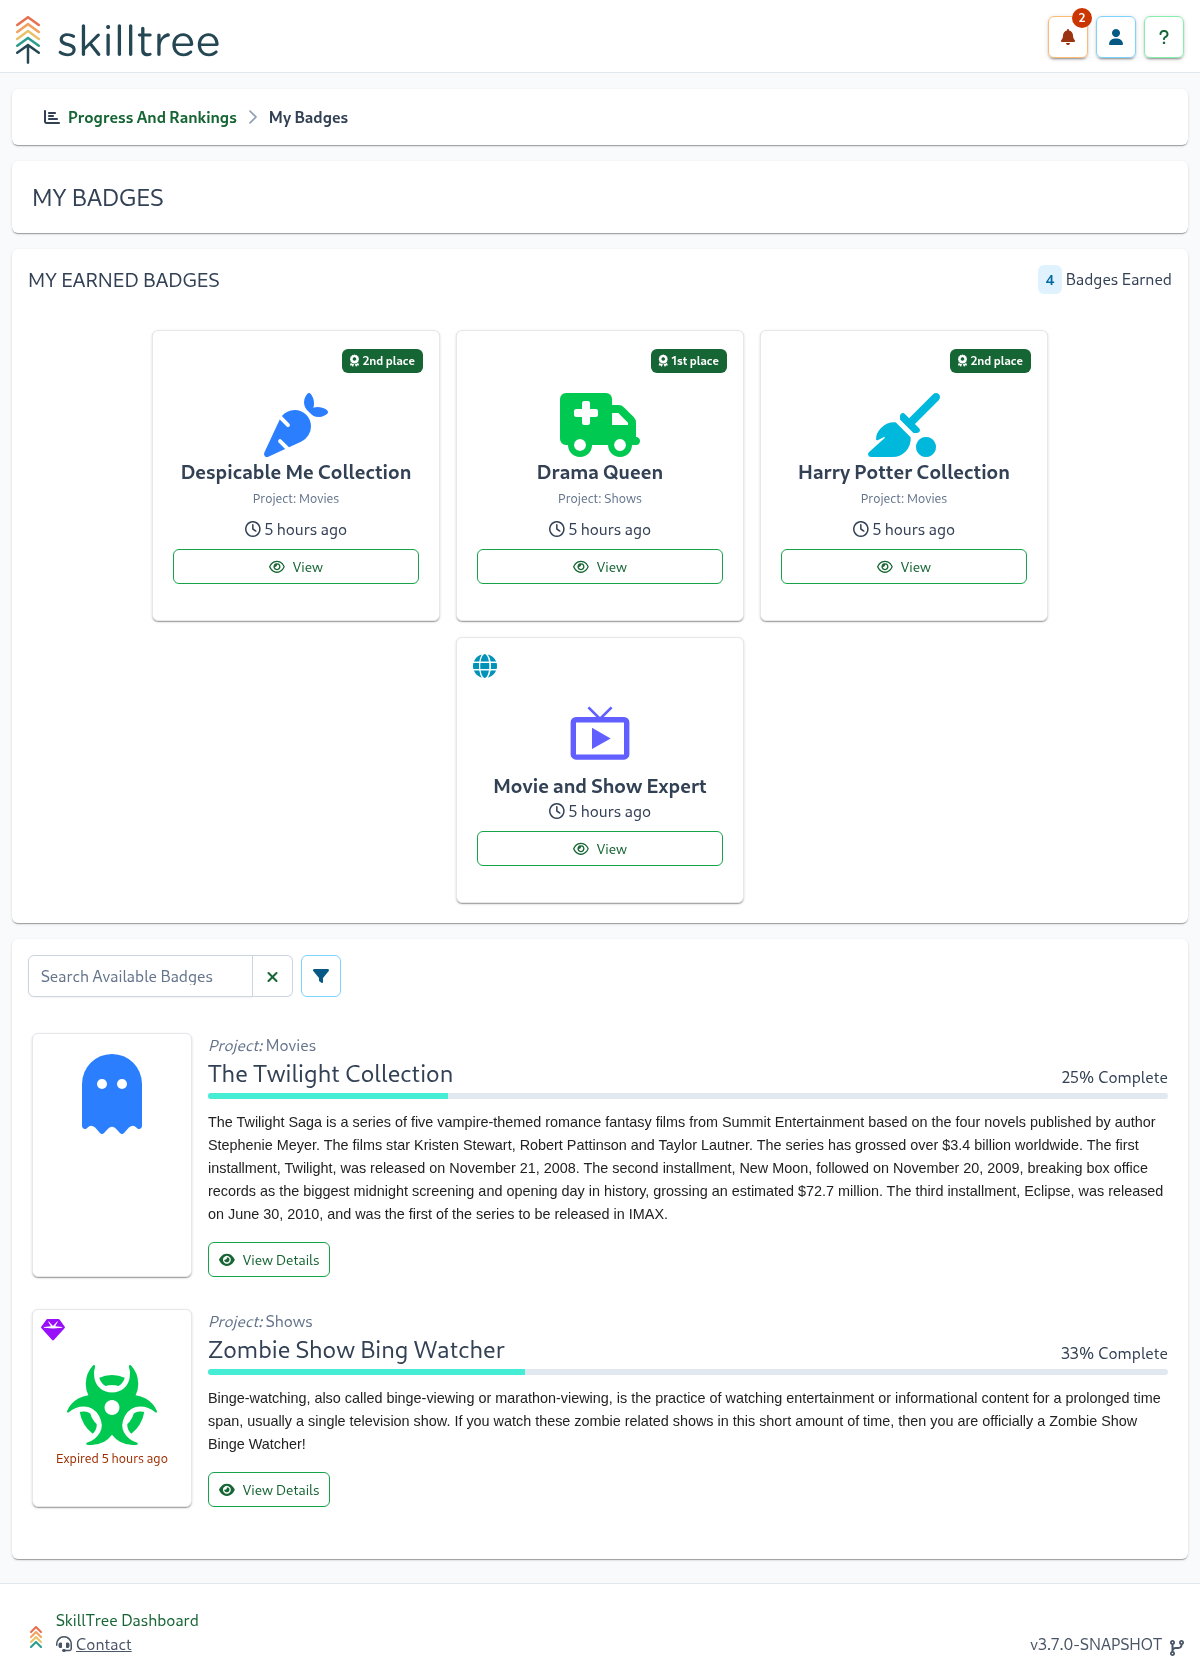 skilltree
2
?
Progress And Rankings
My Badges
MY BADGES
MY EARNED BADGES
4 Badges Earned
2nd place
Despicable Me Collection
Project: Movies
5 hours ago
View
1st place
Drama Queen
Project: Shows
5 hours ago
View
2nd place
Harry Potter Collection
Project: Movies
5 hours ago
View
Movie and Show Expert
5 hours ago
View
Search Available Badges
Project: Movies
The Twilight Collection
25% Complete
The Twilight Saga is a series of five vampire-themed romance fantasy films from Summit Entertainment based on the four novels published by author
Stephenie Meyer. The films star Kristen Stewart, Robert Pattinson and Taylor Lautner. The series has grossed over $3.4 billion worldwide. The first
installment, Twilight, was released on November 21, 2008. The second installment, New Moon, followed on November 20, 2009, breaking box office
records as the biggest midnight screening and opening day in history, grossing an estimated $72.7 million. The third installment, Eclipse, was released
on June 30, 2010, and was the first of the series to be released in IMAX.
View Details
Expired 5 hours ago
Project: Shows
Zombie Show Bing Watcher
33% Complete
Binge-watching, also called binge-viewing or marathon-viewing, is the practice of watching entertainment or informational content for a prolonged time
span, usually a single television show. If you watch these zombie related shows in this short amount of time, then you are officially a Zombie Show
Binge Watcher!
View Details
SkillTree Dashboard
Contact
v3.7.0-SNAPSHOT